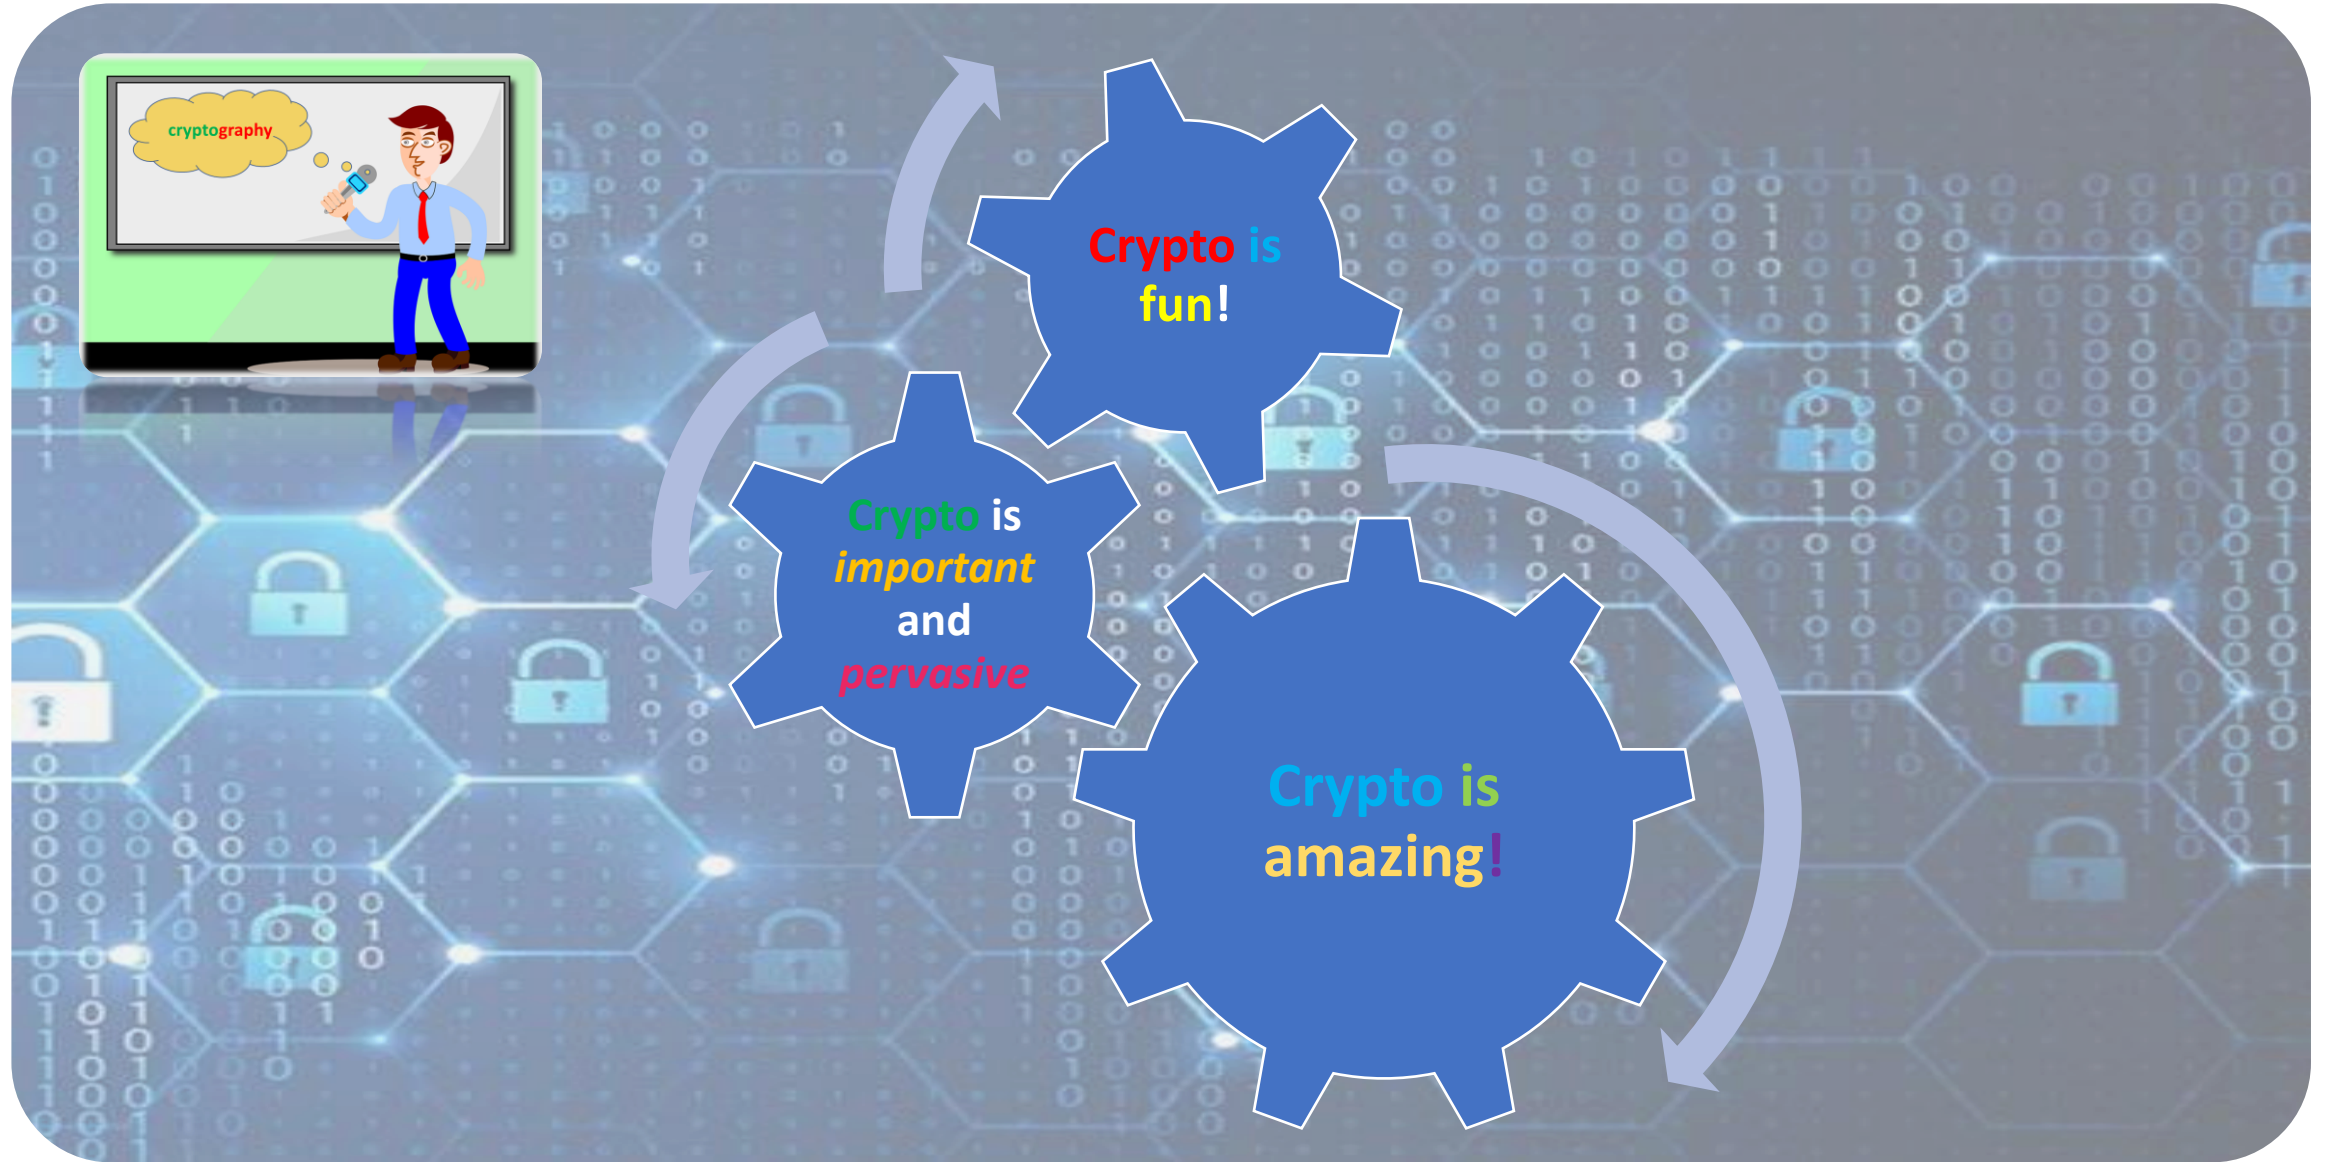 cryptography
Crypto is
fun!
Crypto is
important
and
pervasive
Crypto is
amazing!